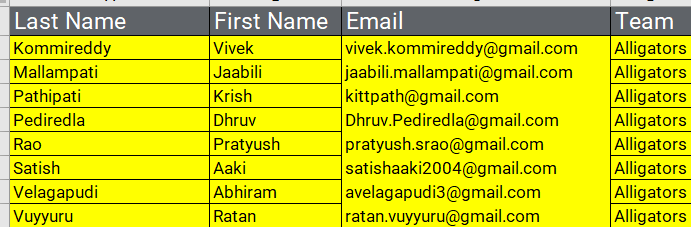 Last Name First Name Email Team
Kommireddy Vivek vivek.kommireddy@gmail.com Alligators
Mallampati Jaabili jaabili.mallampati@gmail.com Alligators
Pathipati Krish kittpath@gmail.com Alligators
Pediredla Dhruv Dhruv.Pediredla@gmail.com Alligators
Rao Pratyush pratyush.srao@gmail.com Alligators
Satish Aaki satishaaki2004@gmail.com Alligators
Velagapudi Abhiram avelagapudi3@gmail.com Alligators
Vuyyuru Ratan ratan.vuyyuru@gmail.com Alligators